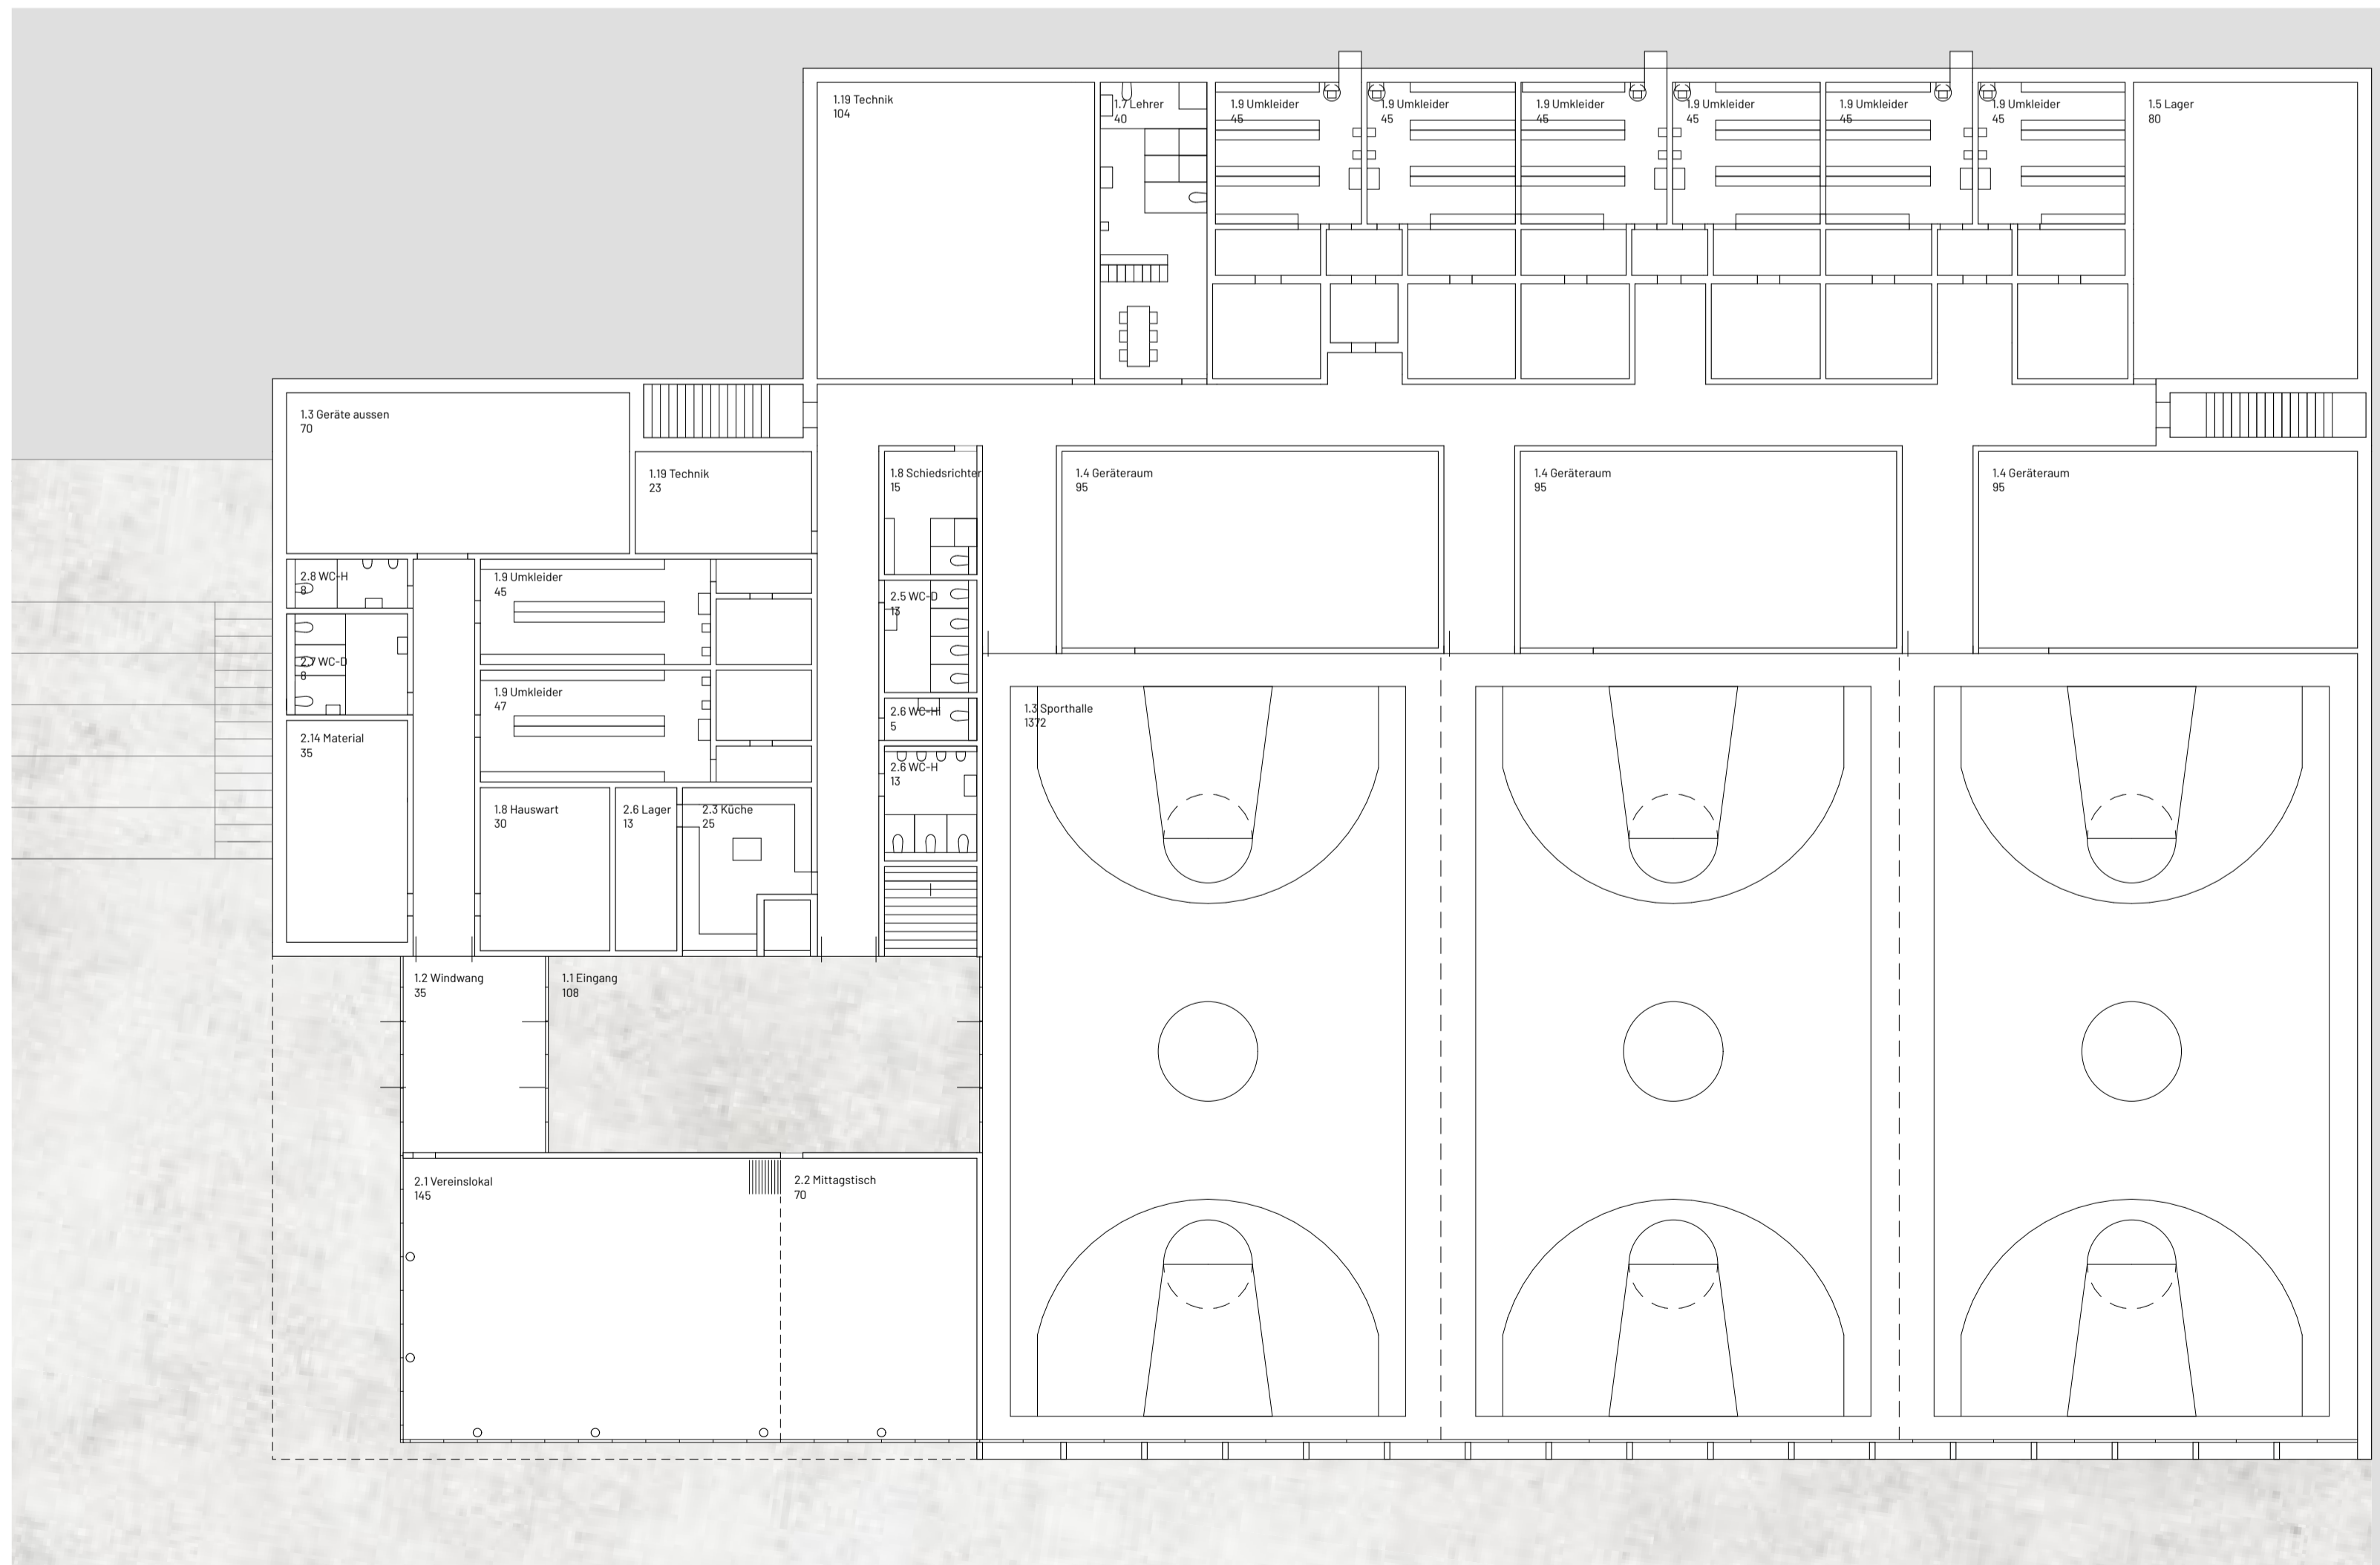 1.19 Technik
104
1.7 Lehrer
40
1.9 Umkleider
45
1.9 Umkleider
45
1.9 Umkleider
45
1.9 Umkleider
45
1.9 Umkleider
45
1.9 Umkleider
45
1.5 Lager
80
1.3 Geräte aussen
70
1.19 Technik
23
1.8 Schiedsrichter
15
1.4 Geräteraum
95
1.4 Geräteraum
95
1.4 Geräteraum
95
2.8 WC-H
8
1.9 Umkleider
45
2.5 WC-D
13
2.7 WC-D
8
1.9 Umkleider
47
2.6 WC-HI
5
1.3 Sporthalle
1372
2.14 Material
35
2.6 WC-H
13
1.8 Hauswart
30
2.6 Lager
13
2.3 Küche
25
1.2 Windwang
35
1.1 Eingang
108
2.1 Vereinslokal
145
2.2 Mittagstisch
70